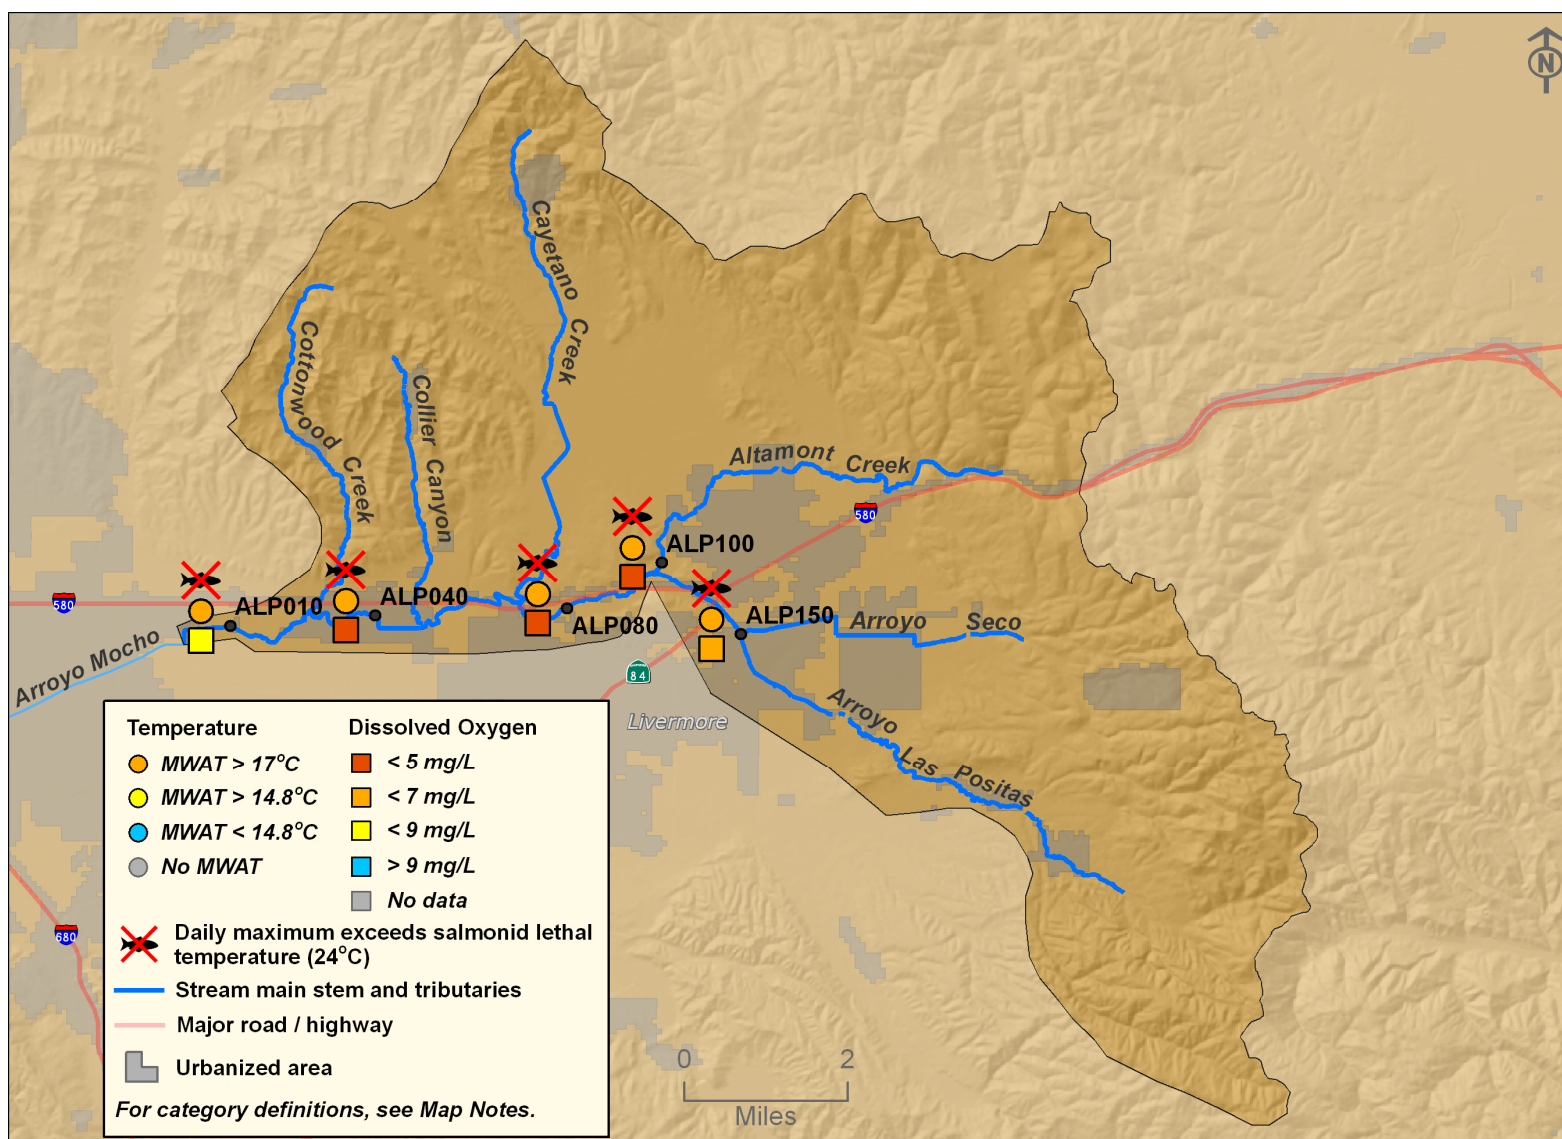 N
Cayetano Creek
Cottonwood Creek
Collier Canyon
Altamont Creek
580
ALP100
580
ALP010
ALP040
ALP080
ALP150
Arroyo Seco
Arroyo Mocho
84
Livermore
Arroyo Las Positas
Temperature
MWAT > 17°C
MWAT > 14.8°C
MWAT < 14.8°C
No MWAT
Dissolved Oxygen
< 5 mg/L
< 7 mg/L
< 9 mg/L
> 9 mg/L
No data
680
Daily maximum exceeds salmonid lethal
temperature (24°C)
Stream main stem and tributaries
Major road / highway
Urbanized area
For category definitions, see Map Notes.
0 2
Miles